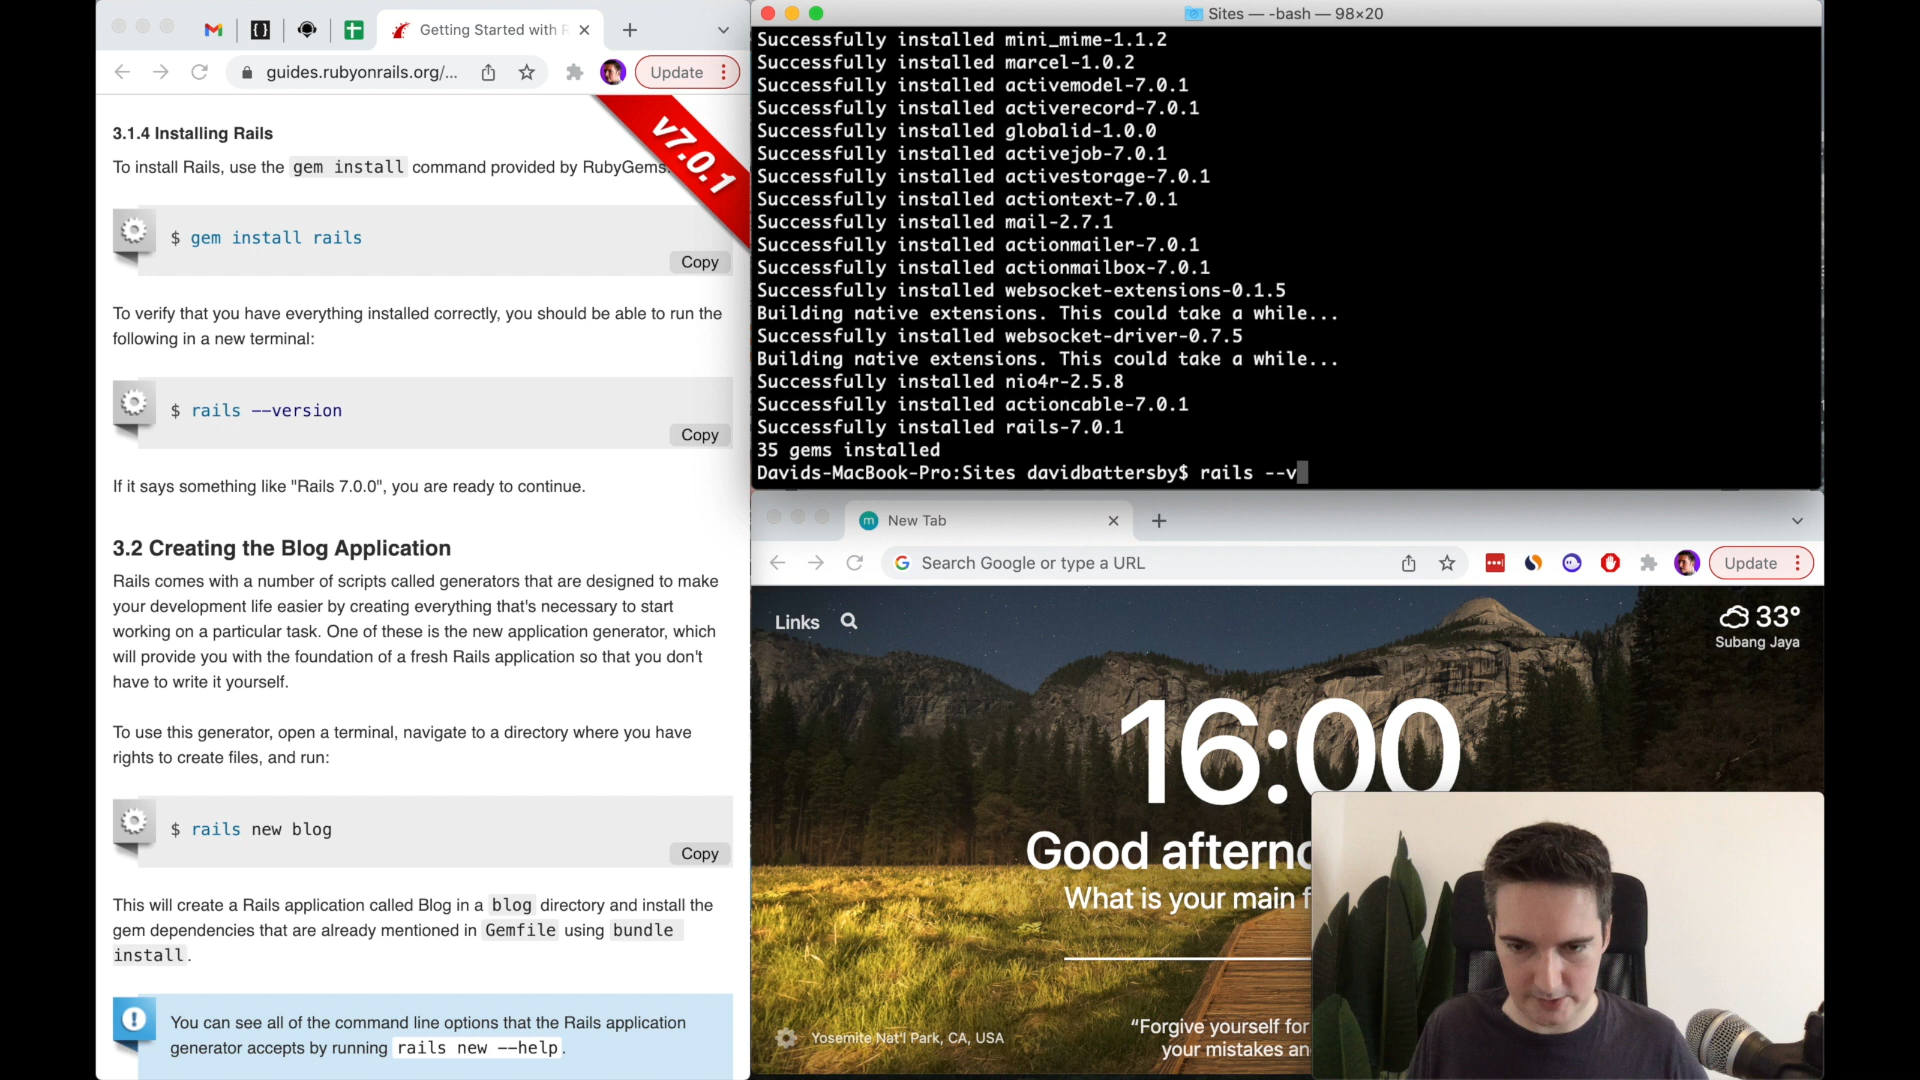 Getting Started with R
guides.rubyonrails.org/...
Update
v7.0.1
3.1.4 Installing Rails
To install Rails, use the gem install command provided by RubyGems.
$ gem install rails
Copy
To verify that you have everything installed correctly, you should be able to run the
following in a new terminal:
$ rails --version
Copy
If it says something like "Rails 7.0.0", you are ready to continue.
3.2 Creating the Blog Application
Rails comes with a number of scripts called generators that are designed to make
your development life easier by creating everything that's necessary to start
working on a particular task. One of these is the new application generator, which
will provide you with the foundation of a fresh Rails application so that you don't
have to write it yourself.
To use this generator, open a terminal, navigate to a directory where you have
rights to create files, and run:
$ rails new blog
Copy
This will create a Rails application called Blog in a blog directory and install the
gem dependencies that are already mentioned in Gemfile using bundle
install.
You can see all of the command line options that the Rails application
generator accepts by running rails new --help.
Sites — -bash — 98×20
Successfully installed mini_mime-1.1.2
Successfully installed marcel-1.0.2
Successfully installed activemodel-7.0.1
Successfully installed activerecord-7.0.1
Successfully installed globalid-1.0.0
Successfully installed activejob-7.0.1
Successfully installed activestorage-7.0.1
Successfully installed actiontext-7.0.1
Successfully installed mail-2.7.1
Successfully installed actionmailer-7.0.1
Successfully installed actionmailbox-7.0.1
Successfully installed websocket-extensions-0.1.5
Building native extensions. This could take a while...
Successfully installed websocket-driver-0.7.5
Building native extensions. This could take a while...
Successfully installed nio4r-2.5.8
Successfully installed actioncable-7.0.1
Successfully installed rails-7.0.1
35 gems installed
Davids-MacBook-Pro:Sites davidbattersby$ rails --v
m New Tab
Search Google or type a URL
Update
Links
33°
Subang Jaya
16:00
Good afterno
What is your main f
Yosemite Nat'l Park, CA, USA
“Forgive yourself for
your mistakes an